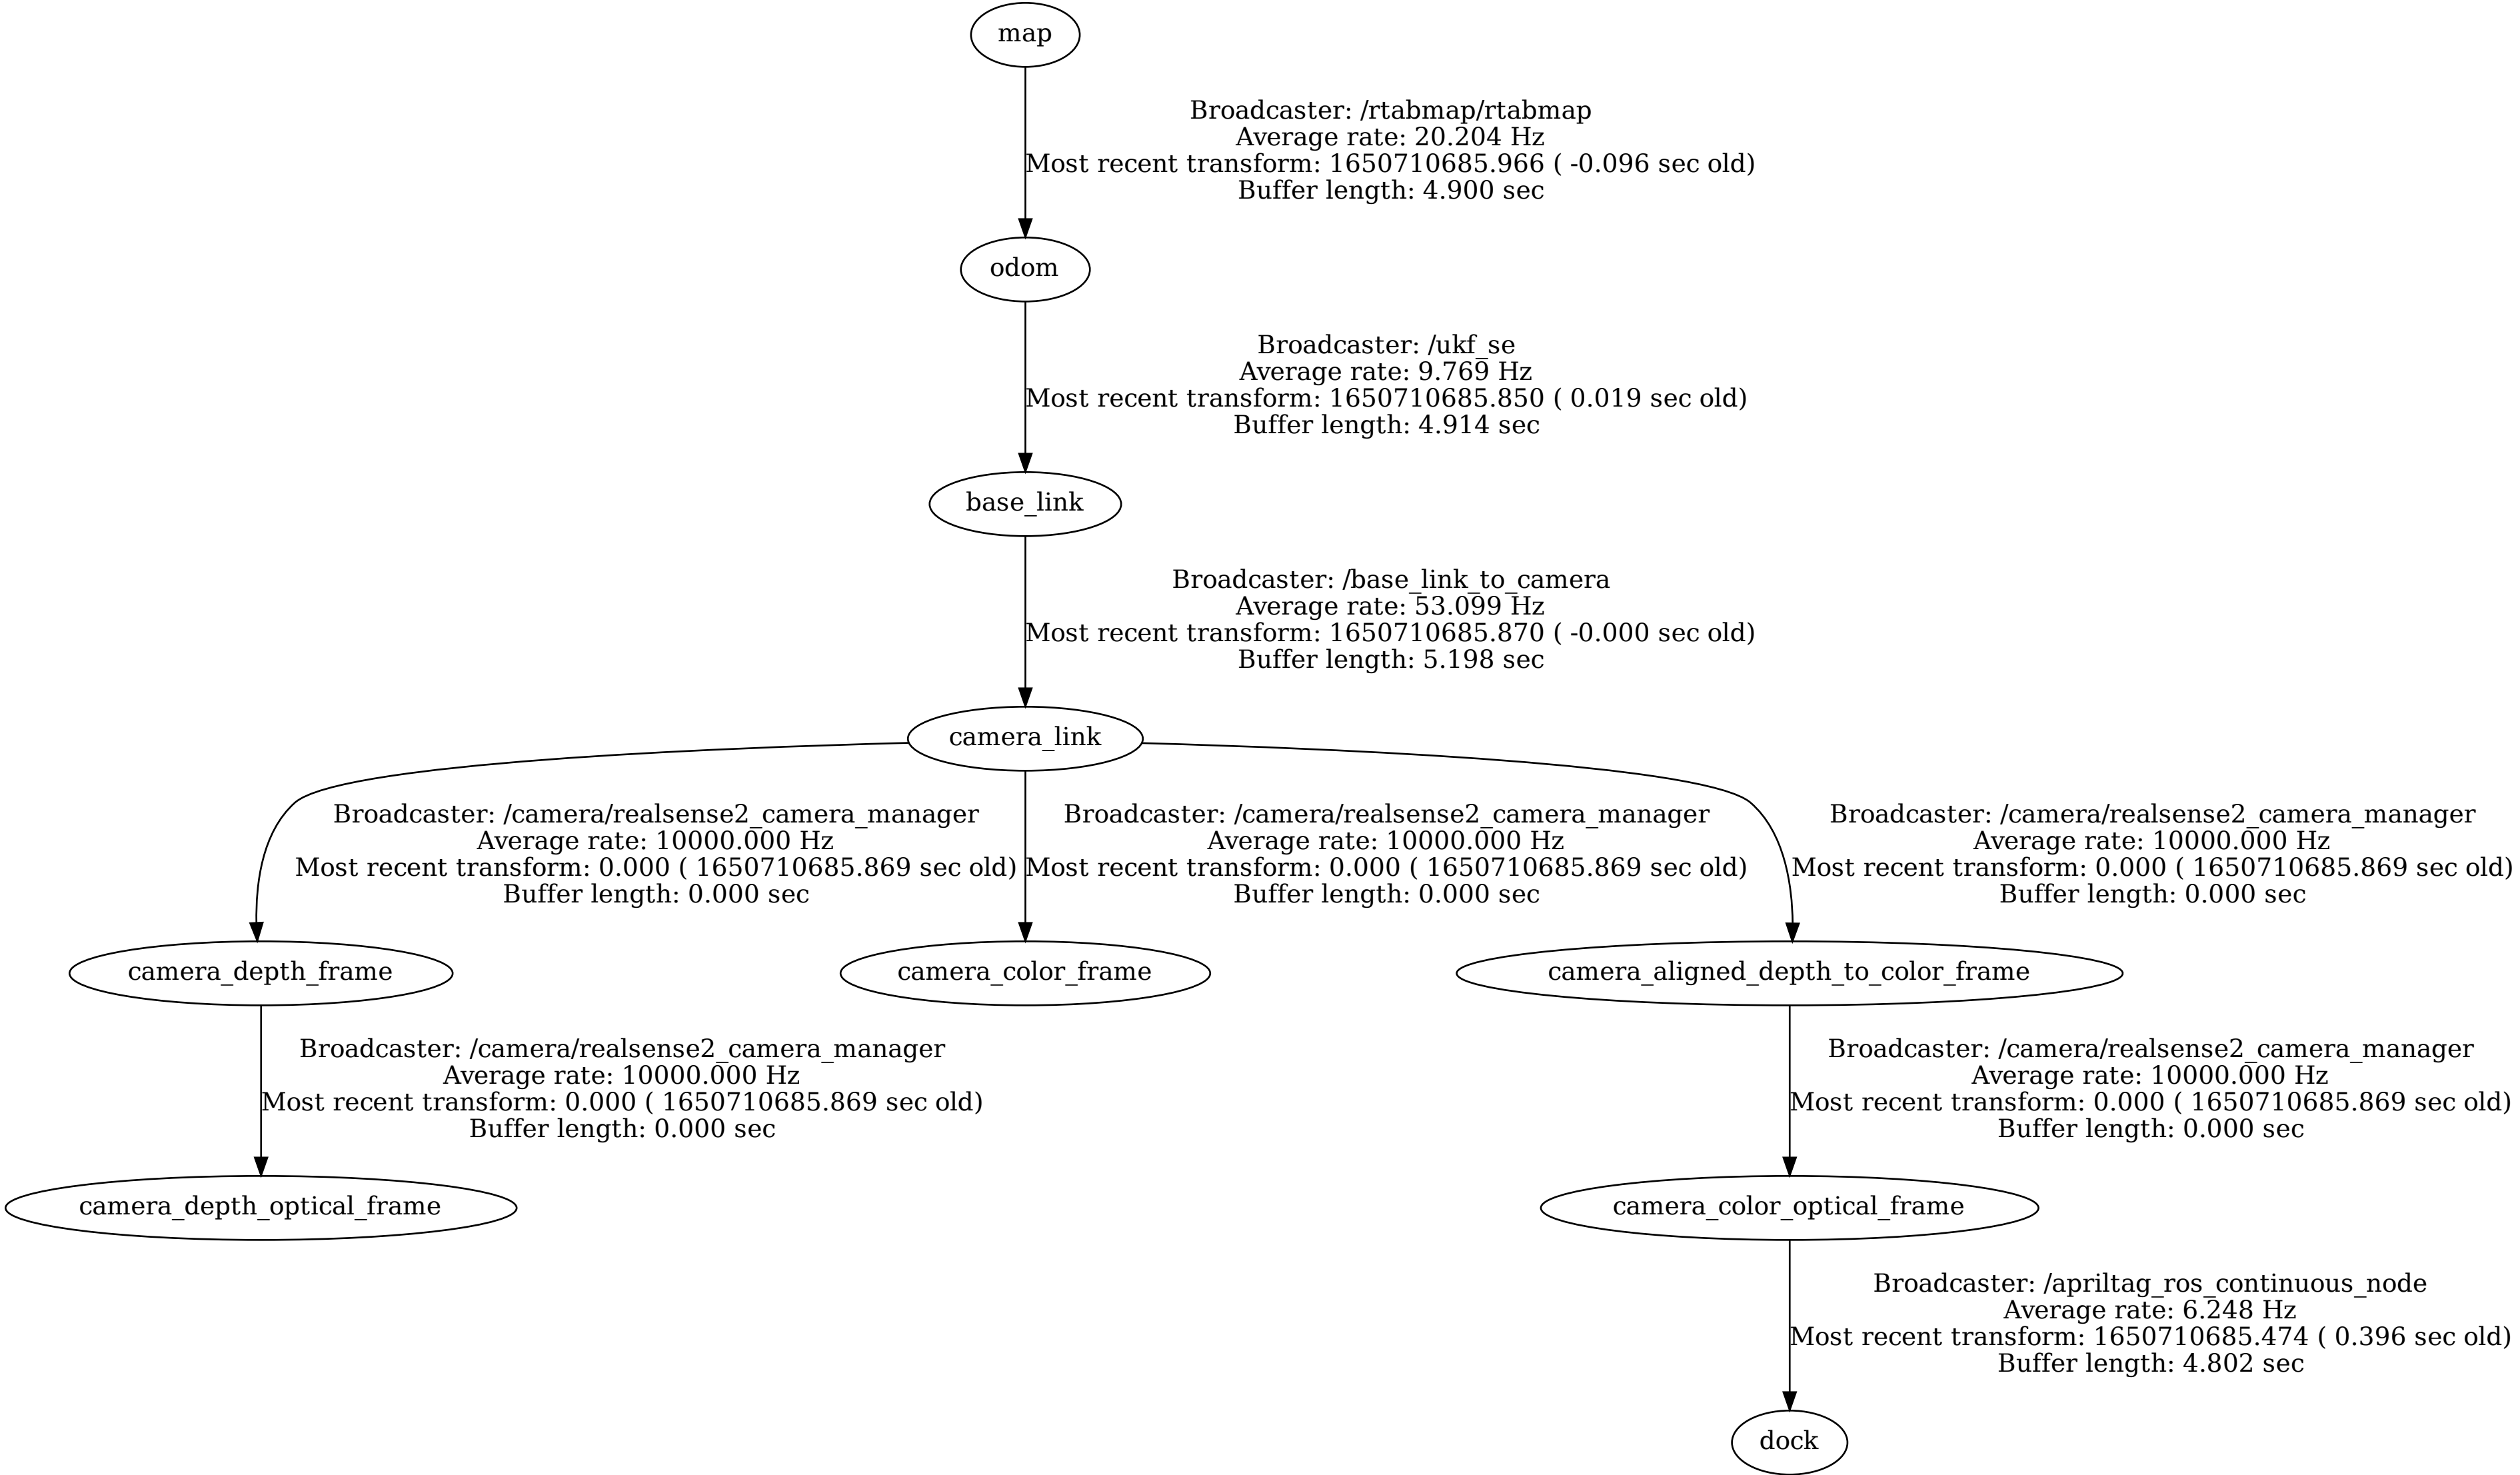 map
Broadcaster: /rtabmap/rtabmap
Average rate: 20.204 Hz
Most recent transform: 1650710685.966 ( -0.096 sec old)
Buffer length: 4.900 sec
odom
Broadcaster: /ukf_se
Average rate: 9.769 Hz
Most recent transform: 1650710685.850 ( 0.019 sec old)
Buffer length: 4.914 sec
base_link
Broadcaster: /base_link_to_camera
Average rate: 53.099 Hz
Most recent transform: 1650710685.870 ( -0.000 sec old)
Buffer length: 5.198 sec
camera_link
Broadcaster: /camera/realsense2_camera_manager
Average rate: 10000.000 Hz
Most recent transform: 0.000 ( 1650710685.869 sec old)
Buffer length: 0.000 sec
Broadcaster: /camera/realsense2_camera_manager
Average rate: 10000.000 Hz
Most recent transform: 0.000 ( 1650710685.869 sec old)
Buffer length: 0.000 sec
Broadcaster: /camera/realsense2_camera_manager
Average rate: 10000.000 Hz
Most recent transform: 0.000 ( 1650710685.869 sec old)
Buffer length: 0.000 sec
camera_depth_frame
camera_color_frame
camera_aligned_depth_to_color_frame
Broadcaster: /camera/realsense2_camera_manager
Average rate: 10000.000 Hz
Most recent transform: 0.000 ( 1650710685.869 sec old)
Buffer length: 0.000 sec
Broadcaster: /camera/realsense2_camera_manager
Average rate: 10000.000 Hz
Most recent transform: 0.000 ( 1650710685.869 sec old)
Buffer length: 0.000 sec
camera_depth_optical_frame
camera_color_optical_frame
Broadcaster: /apriltag_ros_continuous_node
Average rate: 6.248 Hz
Most recent transform: 1650710685.474 ( 0.396 sec old)
Buffer length: 4.802 sec
dock